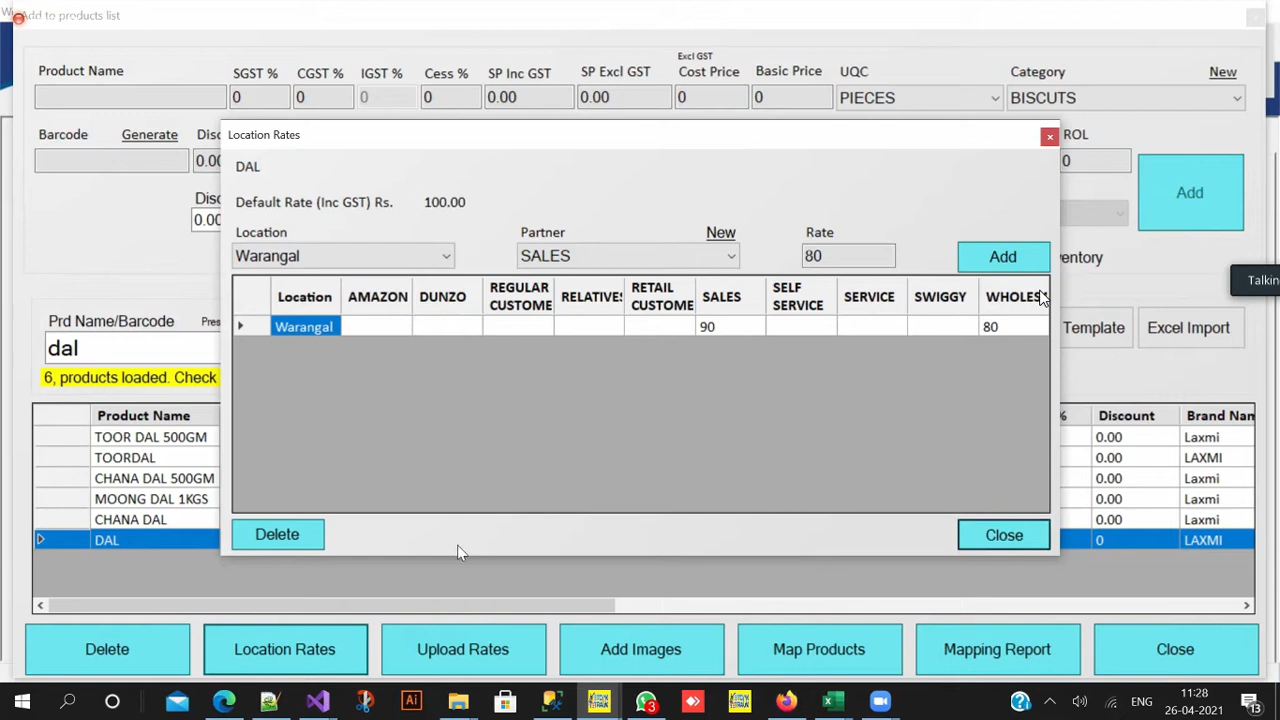 Add to products list
Product Name
SGST %
CGST %
IGST %
Cess %
SP Inc GST
SP Excl GST
Excl GST
Cost Price
Basic Price
UQC
Category
New
0
0
0
0
0.00
0.00
0
0
PIECES
BISCUTS
Barcode
Generate
ROL
0.00
0
Add
0.00
Location Rates
DAL
Default Rate (Inc GST) Rs. 100.00
Location
Partner
New
Rate
Warangal
SALES
80
Add
Location
AMAZON
DUNZO
REGULAR
CUSTOME
RELATIVES
RETAIL
CUSTOME
SALES
SELF
SERVICE
SERVICE
SWIGGY
WHOLES
Warangal
90
80
Delete
Close
Prd Name/Barcode
Pres
dal
6, products loaded. Check
Template
Excel Import
Product Name
%
Discount
Brand Nam
TOOR DAL 500GM
0.00
Laxmi
TOORDAL
0.00
LAXMI
CHANA DAL 500GM
0.00
Laxmi
MOONG DAL 1KGS
0.00
Laxmi
CHANA DAL
0.00
Laxmi
DAL
0
LAXMI
Delete
Location Rates
Upload Rates
Add Images
Map Products
Mapping Report
Close
Talkin
Ai
3
ENG
11:28
26-04-2021
13